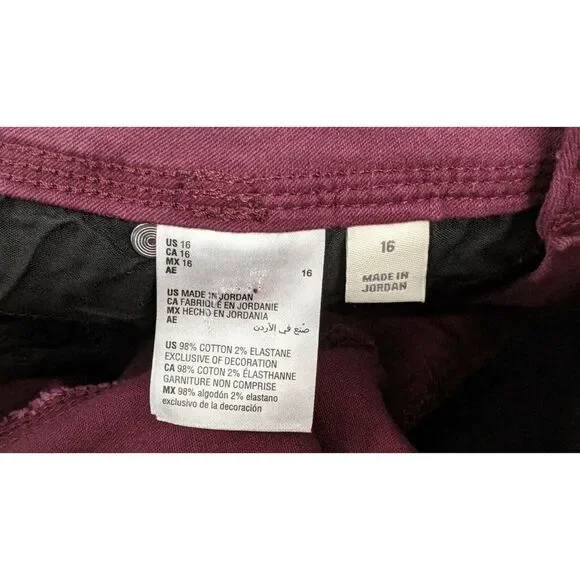 US 16
CA 16
MX 16
AE 16
US MADE IN JORDAN
CA FABRIQUÉ EN JORDANIE
MX HECHO EN JORDANIA
AE صنع في الأردن
US 98% COTTON 2% ELASTANE
EXCLUSIVE OF DECORATION
CA 98% COTON 2% ÉLASTHANNE
GARNITURE NON COMPRISE
MX 98% algodón 2% elastano
exclusivo de la decoración
16
MADE IN
JORDAN